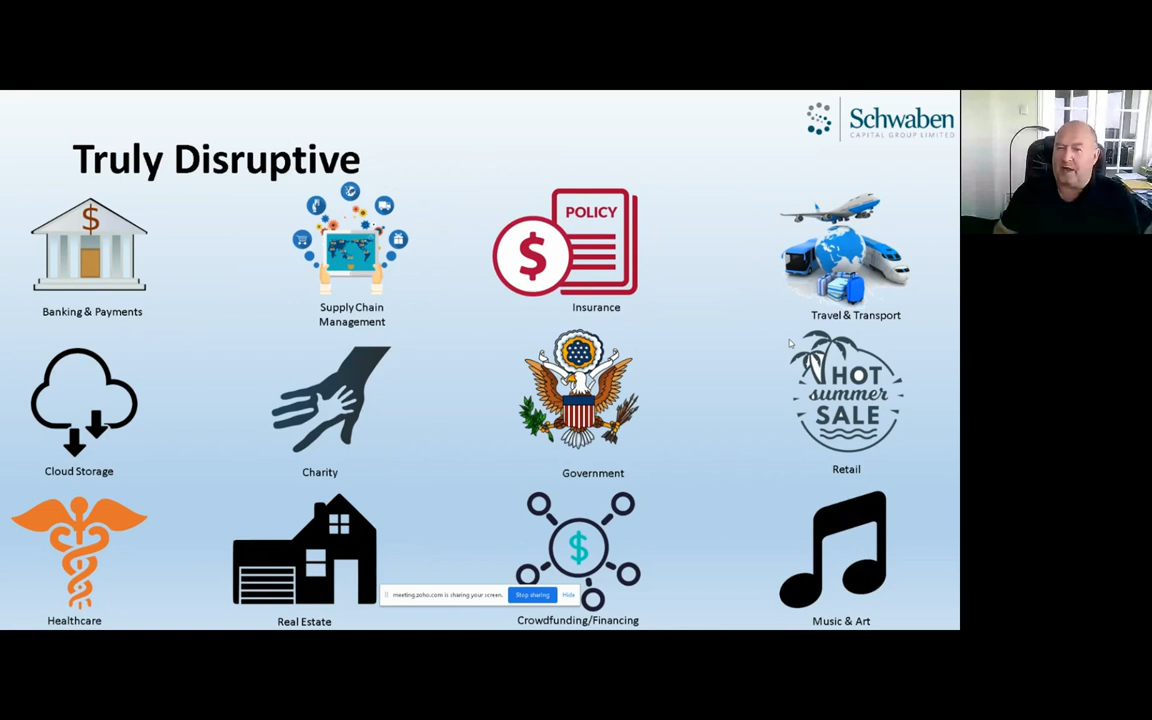 Schwaben
CAPITAL GROUP LIMITED
Truly Disruptive
$
POLICY
$
Banking & Payments
Supply Chain
Management
Insurance
Travel & Transport
HOT
summer
SALE
Cloud Storage
Charity
Government
Retail
$
meeting.zoho.com is sharing your screen.
Stop sharing
Hide
Healthcare
Real Estate
Crowdfunding/Financing
Music & Art